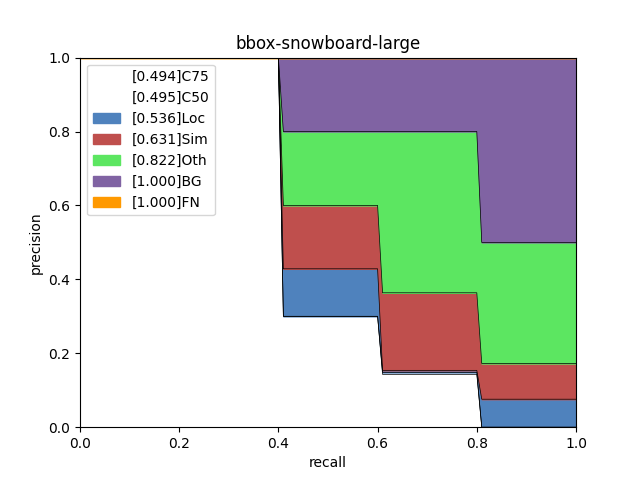 bbox-snowboard-large
[0.494]C75
[0.495]C50
[0.536]Loc
[0.631]Sim
[0.822]Oth
[1.000]BG
[1.000]FN
precision
1.0
0.8
0.6
0.4
0.2
0.0
0.0 0.2 0.4 0.6 0.8 1.0
recall